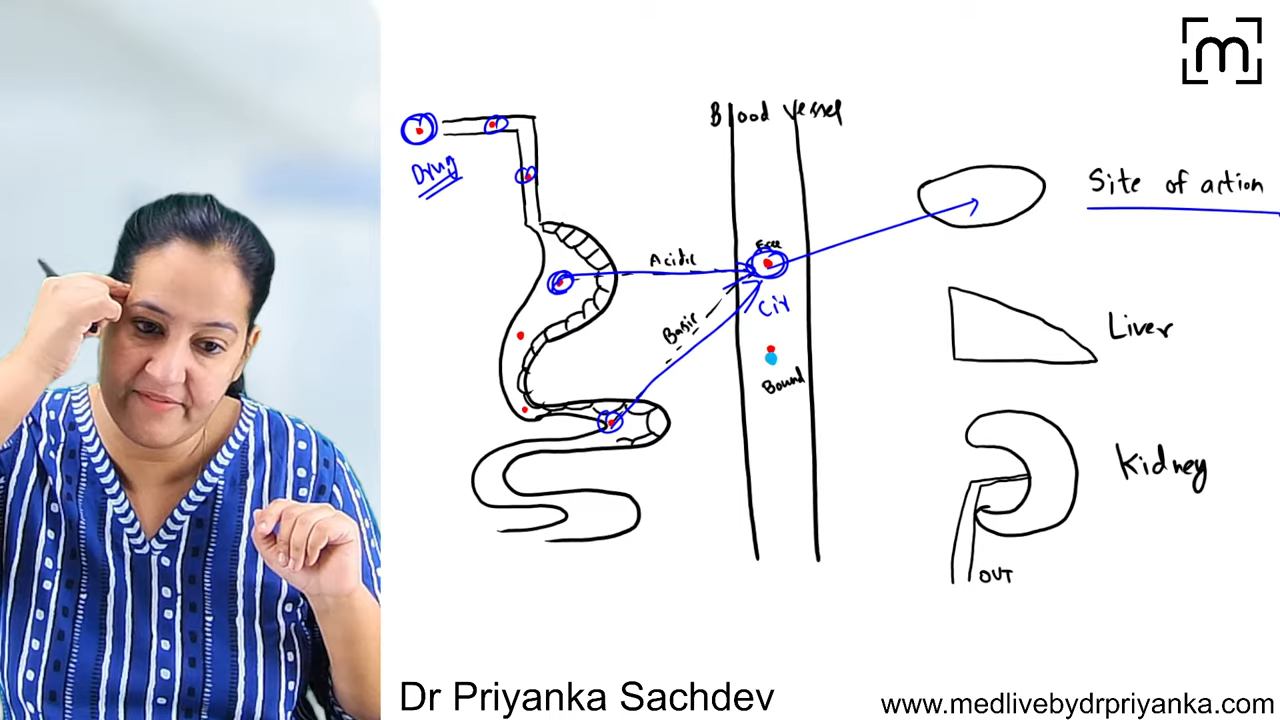 m
Blood Vessel
Drug
Site of action
Free
Acidic
Cir
Basic
Liver
Bound
Kidney
OUT
Dr Priyanka Sachdev
www.medlivebydrpriyanka.com